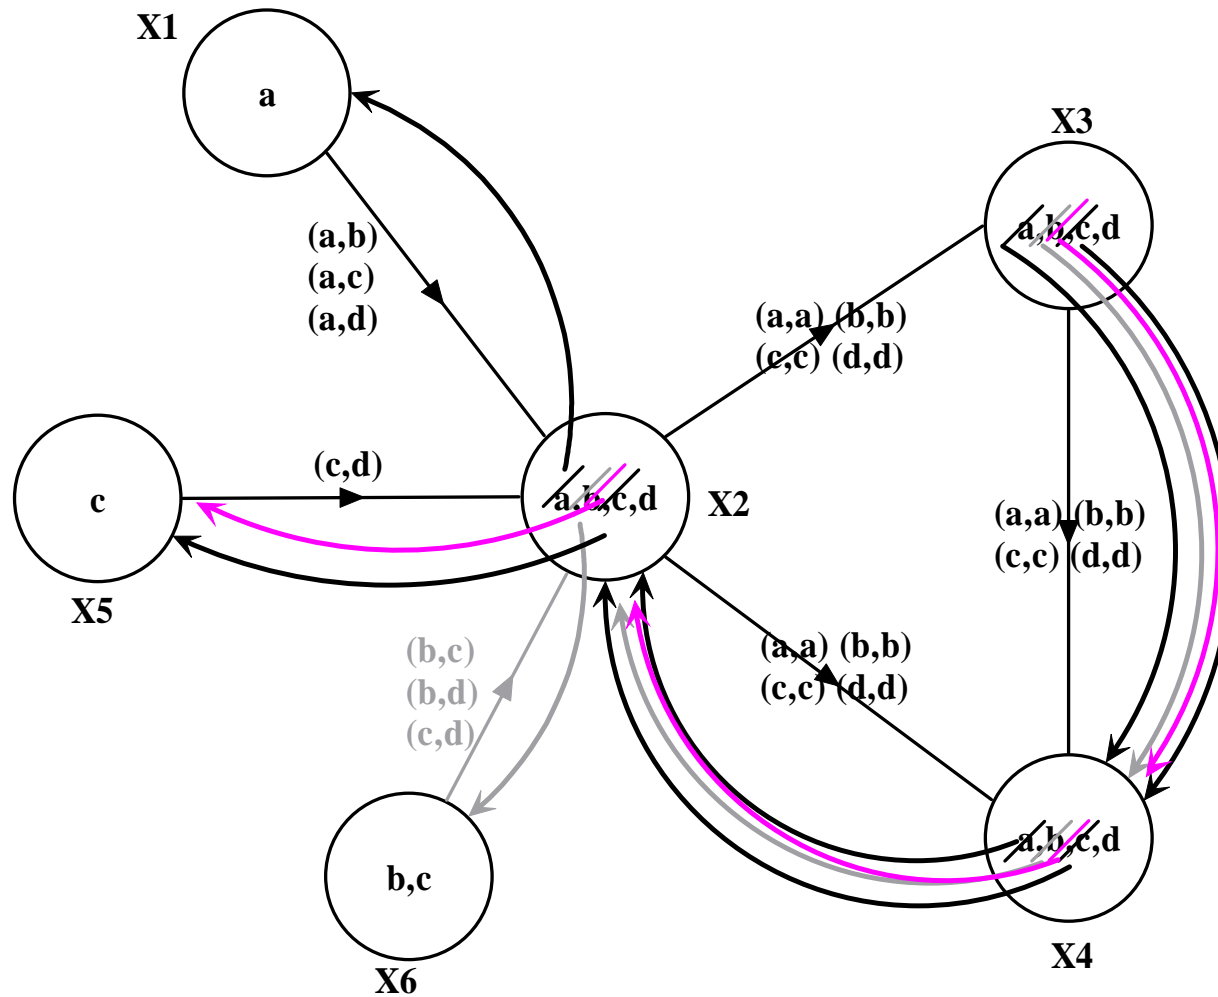 X1
a
X3
a,b,c,d
(a,b)
(a,c)
(a,d)
(a,a) (b,b)
(c,c) (d,d)
(c,d)
c
X5
a,b,c,d
X2
(a,a) (b,b)
(c,c) (d,d)
(b,c)
(b,d)
(c,d)
(a,a) (b,b)
(c,c) (d,d)
b,c
X6
a,b,c,d
X4